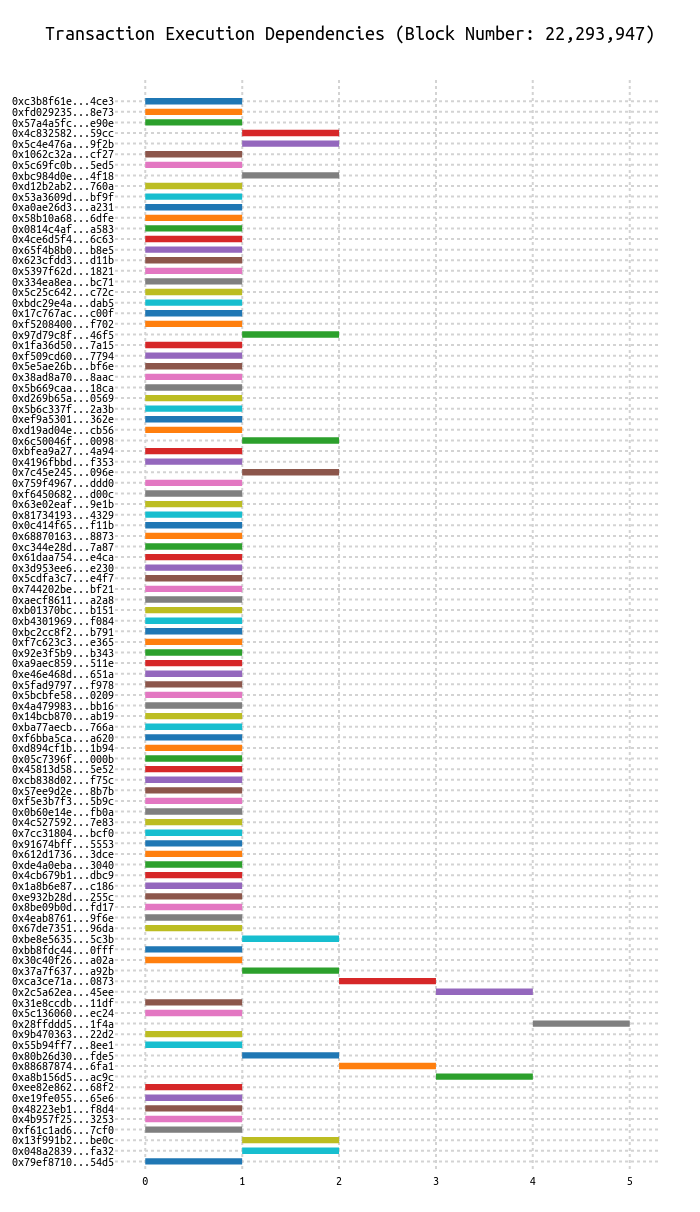 Transaction Execution Dependencies (Block Number: 22,293,947)
0xc3b8f61e...4ce3
0xfd029235...8e73
0x57a4a5fc...e90e
0x4c832582...59cc
0x5c4e476a...9f2b
0x1062c32a...cf27
0x5c69fc0b...5ed5
0xbc984d0e...4f18
0xd12b2ab2...760a
0x53a3609d...bf9f
0xa0ae26d3...a231
0x58b10a68...6dfe
0x0814c4af...a583
0x4ce6d5f4...6c63
0x65f4b8b0...b8e5
0x623cfdd3...d11b
0x5397f62d...1821
0x334ea8ea...bc71
0x5c25c642...c72c
0xbdc29e4a...dab5
0x17c767ac...c00f
0xf5208400...f702
0x97d79c8f...46f5
0x1fa36d50...7a15
0xf509cd60...7794
0x5e5ae26b...bf6e
0x38ad8a70...8aac
0x5b669caa...18ca
0xd269b65a...0569
0x5b6c337f...2a3b
0xef9a5301...362e
0xd19ad04e...cb56
0x6c50046f...0098
0xbfea9a27...4a94
0x4196fbbd...f353
0x7c45e245...096e
0x759f4967...ddd0
0xf6450682...d00c
0x63e02eaf...9e1b
0x81734193...4329
0x0c414f65...f11b
0x68870163...8873
0xc344e28d...7a87
0x61daa754...e4ca
0x3d953ee6...e230
0x5cdfa3c7...e4f7
0x744202be...bf21
0xaecf8611...a2a8
0xb01370bc...b151
0xb4301969...f084
0xbc2cc8f2...b791
0xf7c623c3...e365
0x92e3f5b9...b343
0xa9aec859...511e
0xe46e468d...651a
0x5fad9797...f978
0x5bcbfe58...0209
0x4a479983...bb16
0x14bcb870...ab19
0xba77aecb...766a
0xf6bba5ca...a620
0xd894cf1b...1b94
0x05c7396f...000b
0x45813d58...5e52
0xcb838d02...f75c
0x57ee9d2e...8b7b
0xf5e3b7f3...5b9c
0x0b60e14e...fb0a
0x4c527592...7e83
0x7cc31804...bcf0
0x91674bff...5553
0x612d1736...3dce
0xde4a0eba...3040
0x4cb679b1...dbc9
0x1a8b6e87...c186
0xe932b28d...255c
0x8be09b0d...fd17
0x4eab8761...9f6e
0x67de7351...96da
0xbe8e5635...5c3b
0xbb8fdc44...0fff
0x30c40f26...a02a
0x37a7f637...a92b
0xca3ce71a...0873
0x2c5a62ea...45ee
0x31e8ccdb...11df
0x5c136060...ec24
0x28ffddd5...1f4a
0x9b470363...22d2
0x55b94ff7...8ee1
0x80b26d30...fde5
0x88687874...6fa1
0xa8b156d5...ac9c
0xee82e862...68f2
0xe19fe055...65e6
0x48223eb1...f8d4
0x4b957f25...3253
0xf61c1ad6...7cf0
0x13f991b2...be0c
0x048a2839...fa32
0x79ef8710...54d5
0 1 2 3 4 5